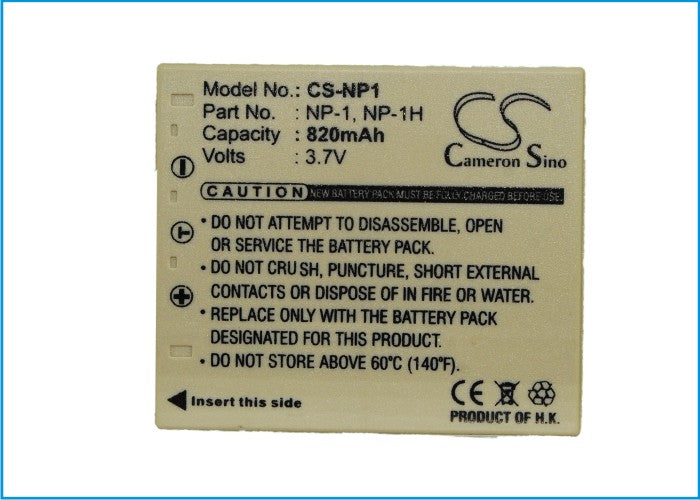 Model No.: CS-NP1
Part No. : NP-1, NP-1H
Capacity : 820mAh
Volts : 3.7V
CS
Cameron Sino
CAUTION NEW BATTERY PACK MUST BE FULLY CHARGED BEFORE USE.
• DO NOT ATTEMPT TO DISASSEMBLE, OPEN
OR SERVICE THE BATTERY PACK.
• DO NOT CRUSH, PUNCTURE, SHORT EXTERNAL
CONTACTS OR DISPOSE OF IN FIRE OR WATER.
• REPLACE ONLY WITH THE BATTERY PACK
DESIGNATED FOR THIS EQUIPMENT.
• DO NOT STORE ABOVE 60°C (140°F).
Insert this side
CE
PRODUCT OF H.K.